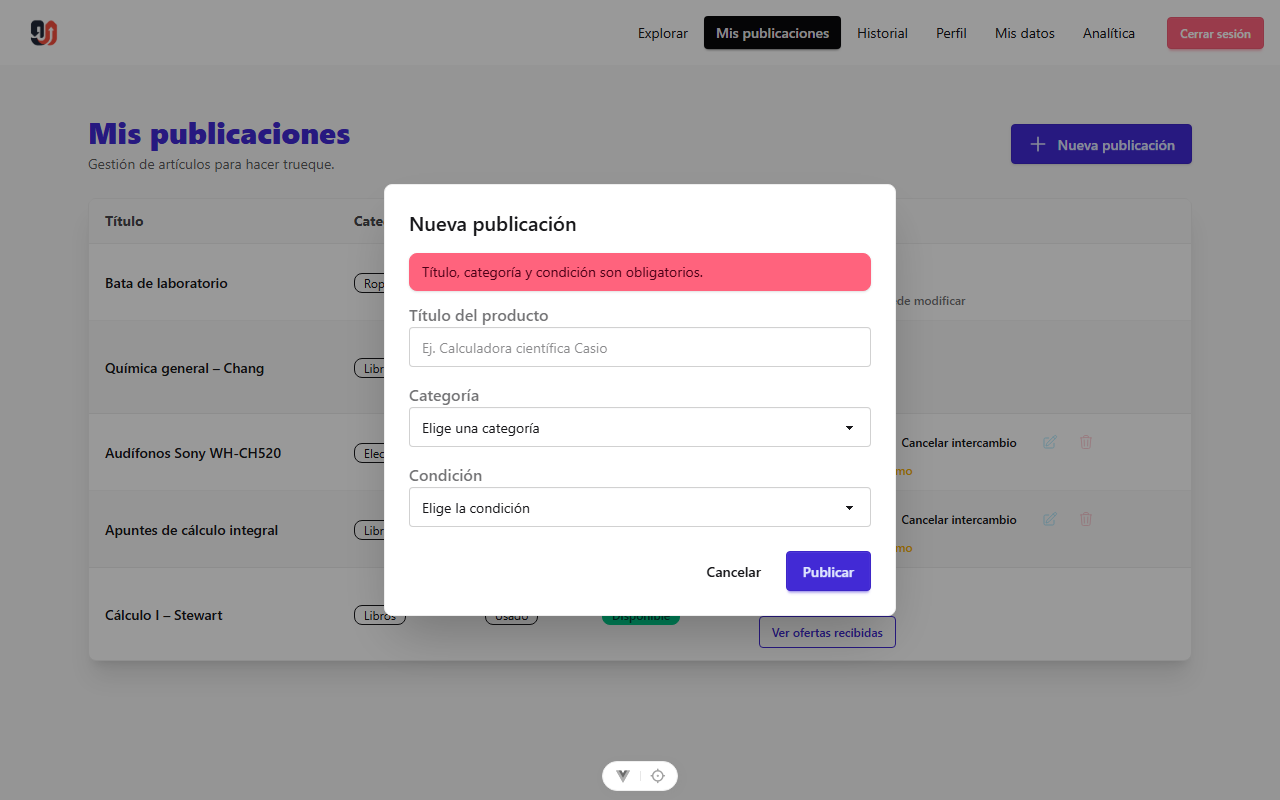 Explorar Mis publicaciones Historial Perfil Mis datos Analítica Cerrar sesión
Mis publicaciones
Gestión de artículos para hacer trueque.
Nueva publicación
Título
Nueva publicación
Título, categoría y condición son obligatorios.
Título del producto
Ej. Calculadora científica Casio
Categoría
Elige una categoría
Condición
Elige la condición
Cancelar Publicar
Bata de laboratorio
modificar
Química general – Chang
Audífonos Sony WH-CH520
Cancelar intercambio
Apuntes de cálculo integral
Cancelar intercambio
Cálculo I – Stewart Libros Usado Disponible
Ver ofertas recibidas